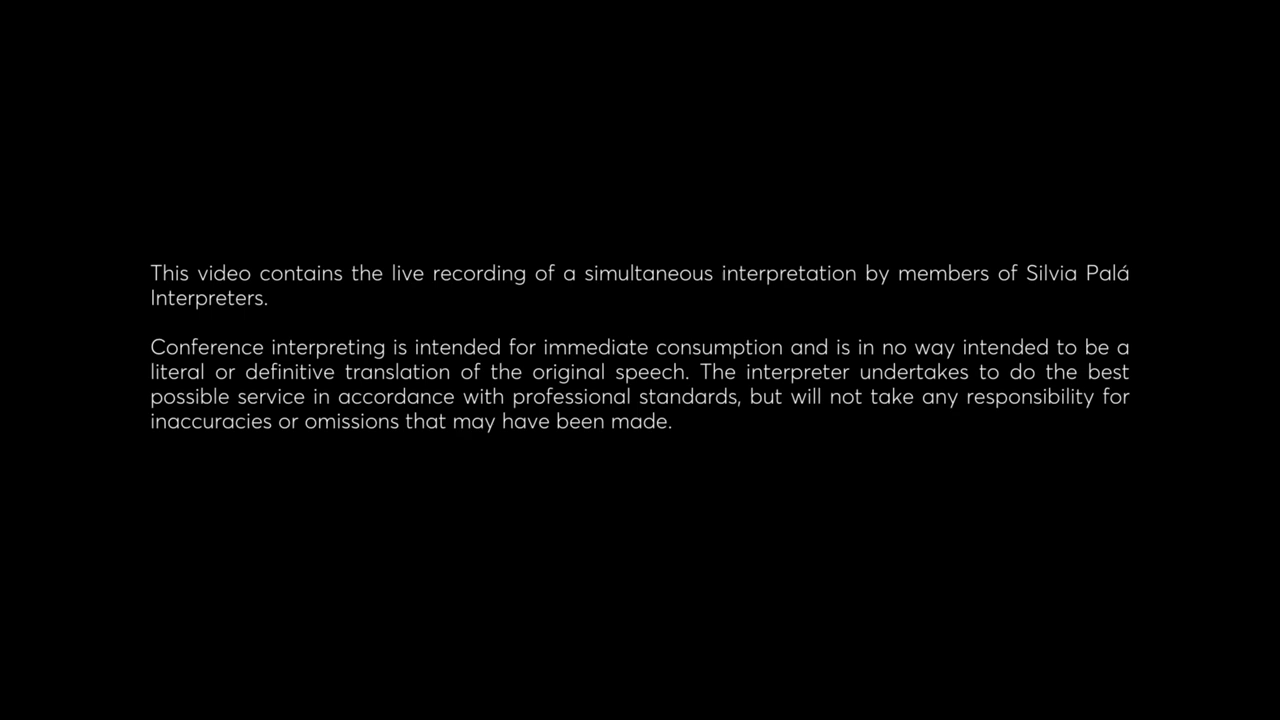 This video contains the live recording of a simultaneous interpretation by members of Silvia Palá
Interpreters.
Conference interpreting is intended for immediate consumption and is in no way intended to be a
literal or definitive translation of the original speech. The interpreter undertakes to do the best
possible service in accordance with professional standards, but will not take any responsibility for
inaccuracies or omissions that may have been made.